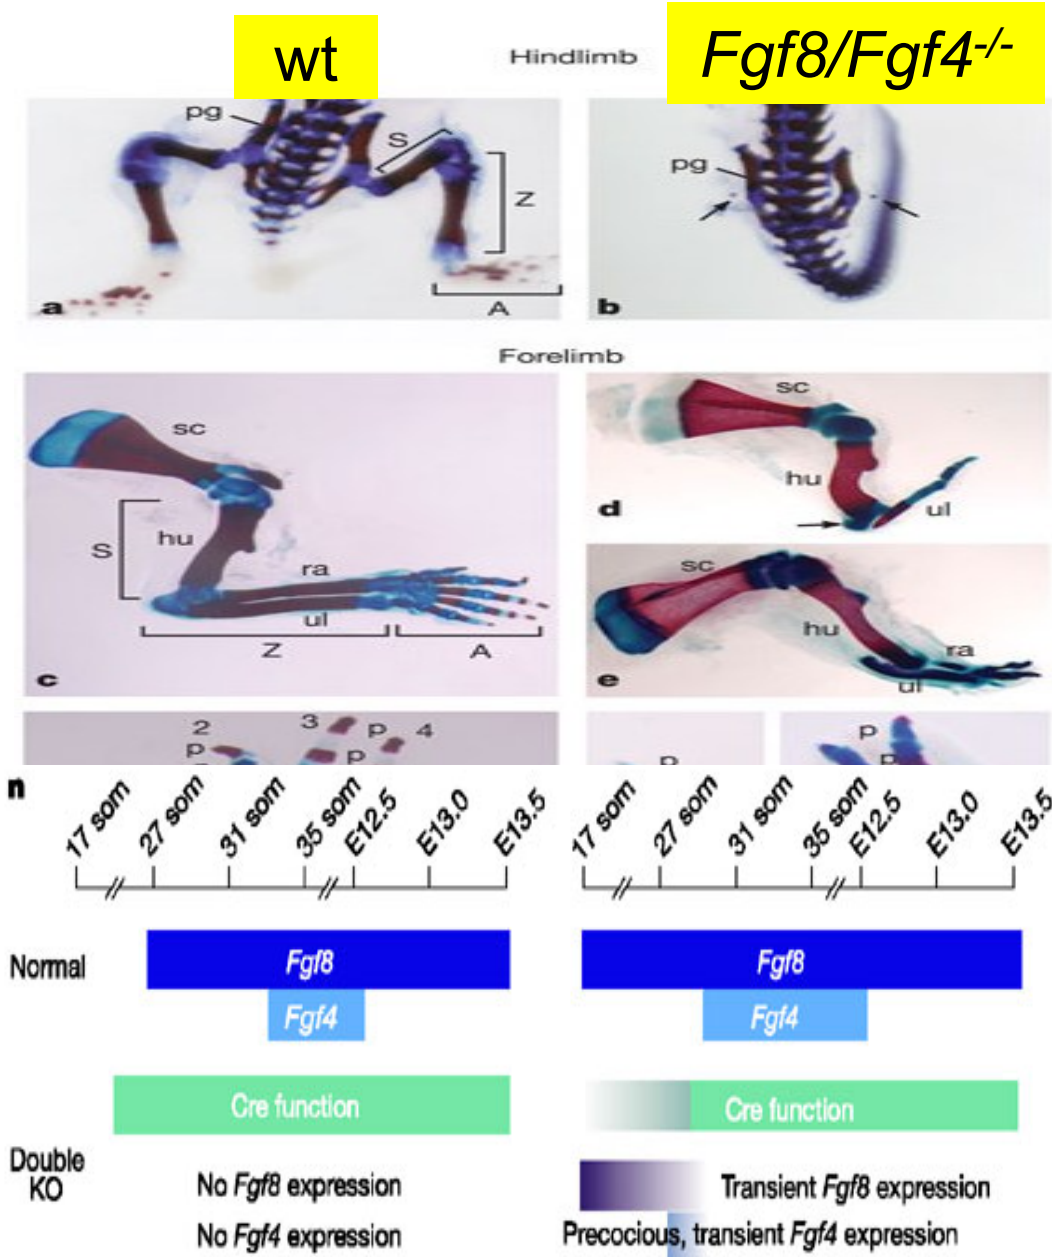 wt
Hindlimb
Fgf8/Fgf4-/-
pg
S
Z
A
a
pg
b
Forelimb
sc
S
hu
ra
ul
Z
A
c
sc
hu
ul
d
sc
hu
ra
ul
e
2
3
p
4
p
p
p
p
p
n
17 som
27 som
31 som
35 som
E12.5
E13.0
E13.5
17 som
27 som
31 som
35 som
E12.5
E13.0
E13.5
Normal
Fgf8
Fgf8
Fgf4
Fgf4
Cre function
Cre function
Double
KO
No Fgf8 expression
Transient Fgf8 expression
No Fgf4 expression
Precocious, transient Fgf4 expression